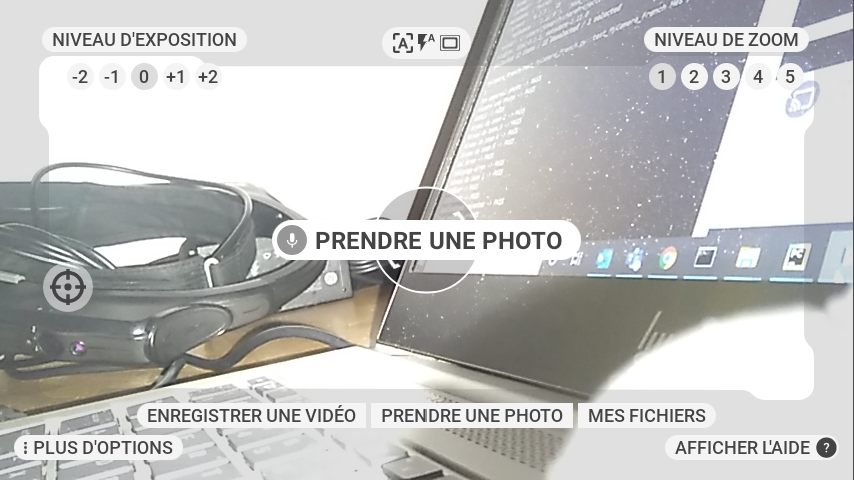 NIVEAU D'EXPOSITION
-2 -1 0 +1 +2
A A
NIVEAU DE ZOOM
1 2 3 4 5
PRENDRE UNE PHOTO
ENREGISTRER UNE VIDÉO PRENDRE UNE PHOTO MES FICHIERS
PLUS D'OPTIONS
AFFICHER L'AIDE ?